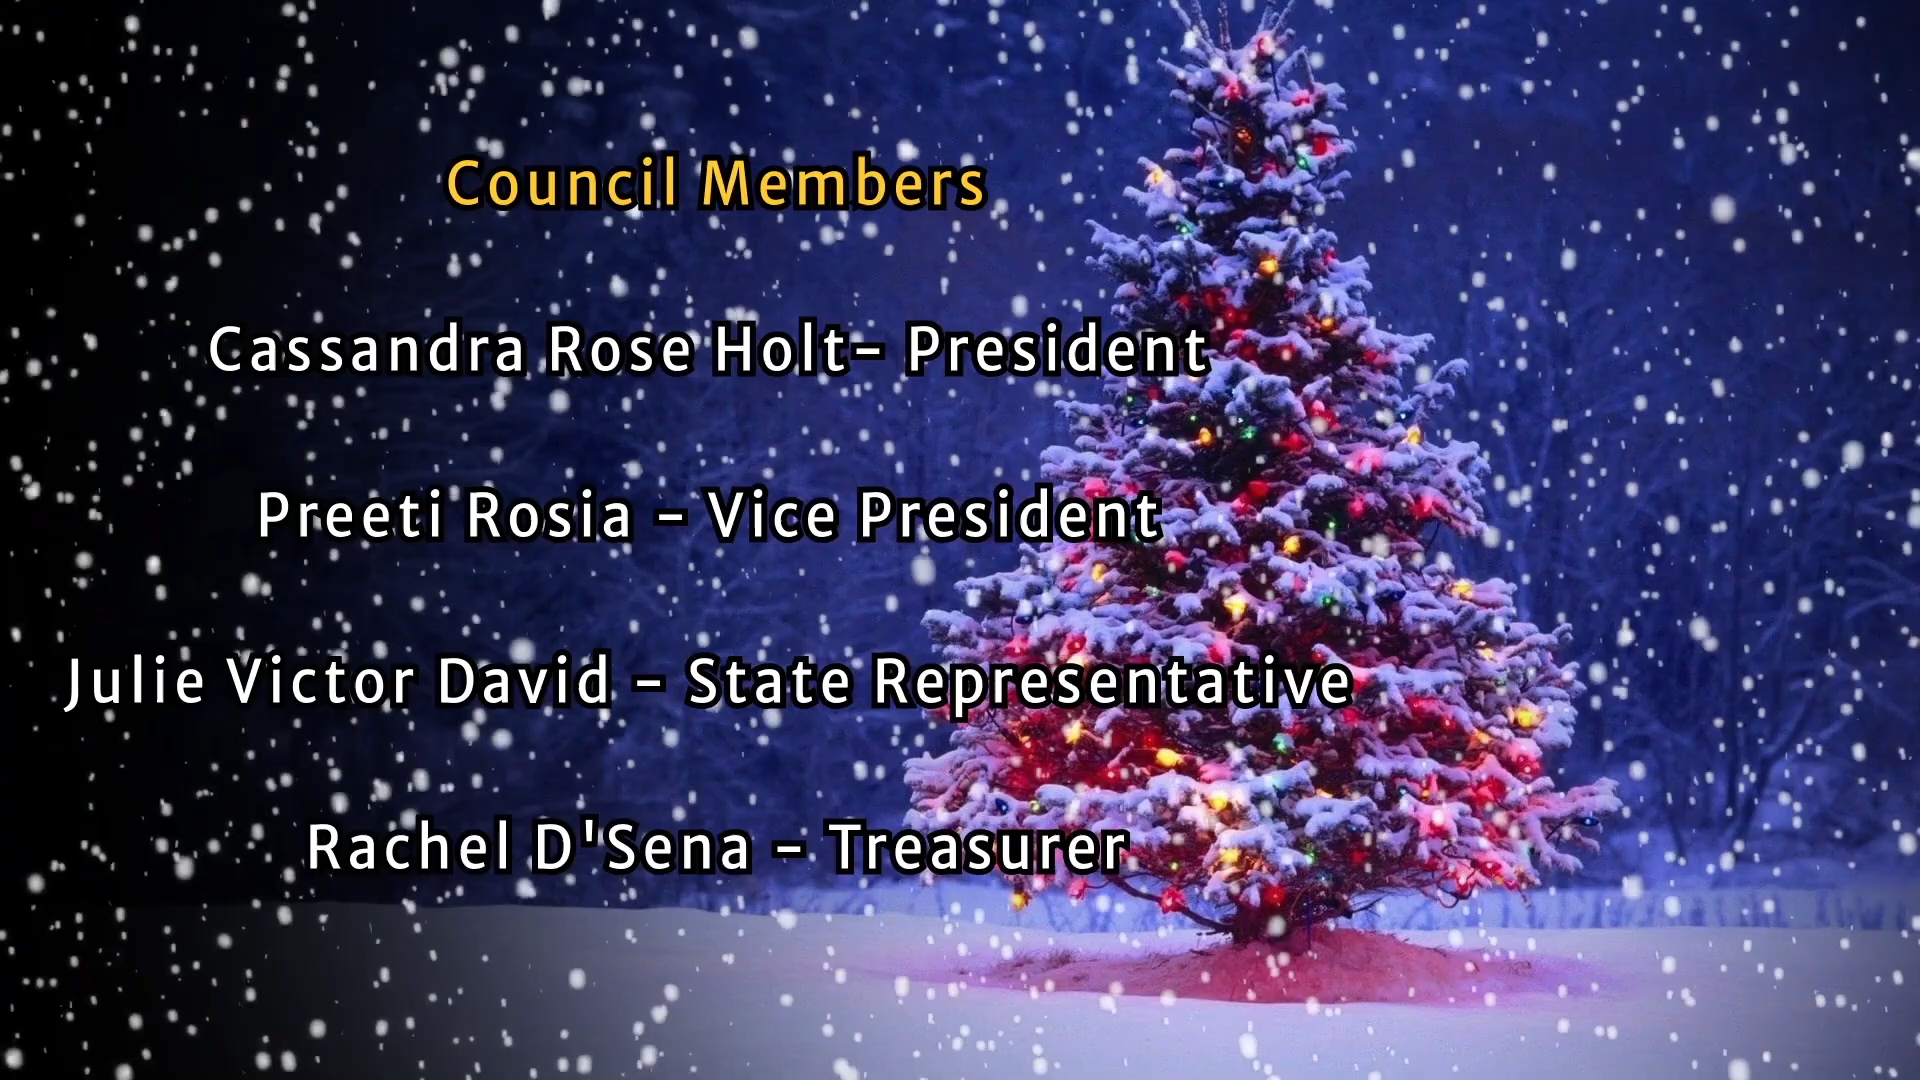 Council Members
Cassandra Rose Holt- President
Preeti Rosia - Vice President
Julie Victor David - State Representative
Rachel D'Sena - Treasurer